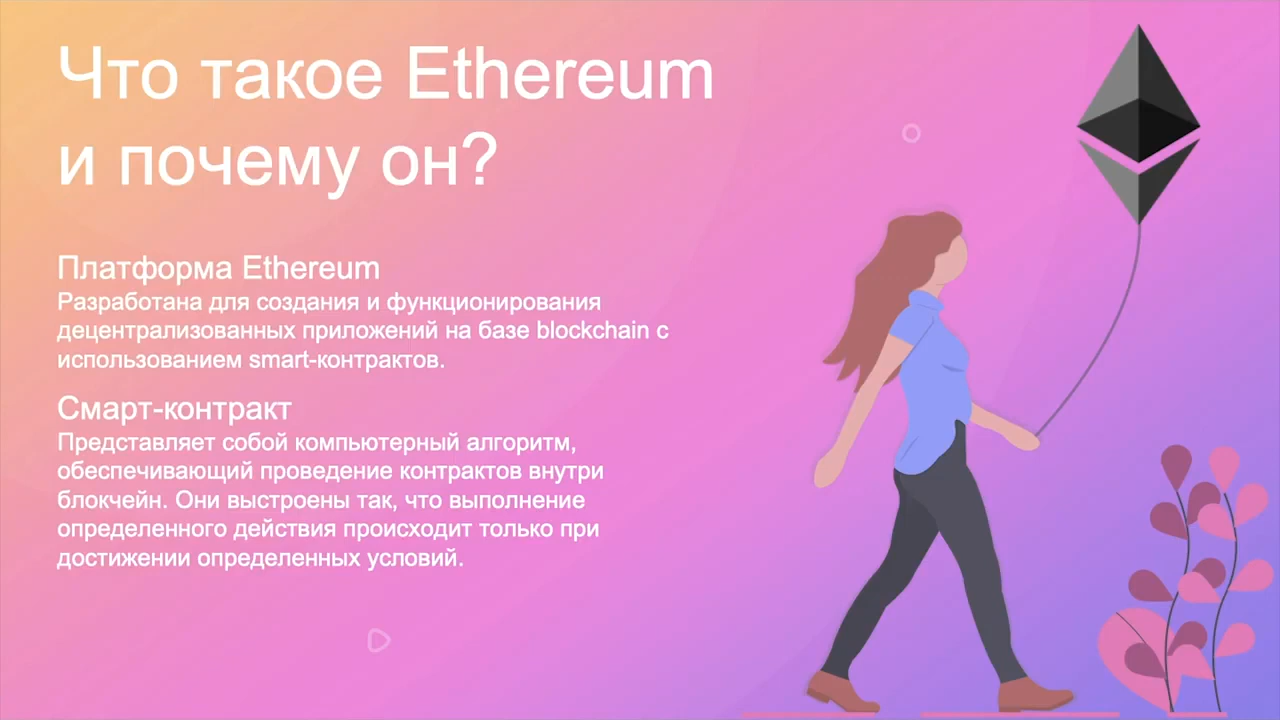 Что такое Ethereum
и почему он?
Платформа Ethereum
Разработана для создания и функционирования
децентрализованных приложений на базе blockchain с
использованием smart-контрактов.
Смарт-контракт
Представляет собой компьютерный алгоритм,
обеспечивающий проведение контрактов внутри
блокчейн. Они выстроены так, что выполнение
определенного действия происходит только при
достижении определенных условий.